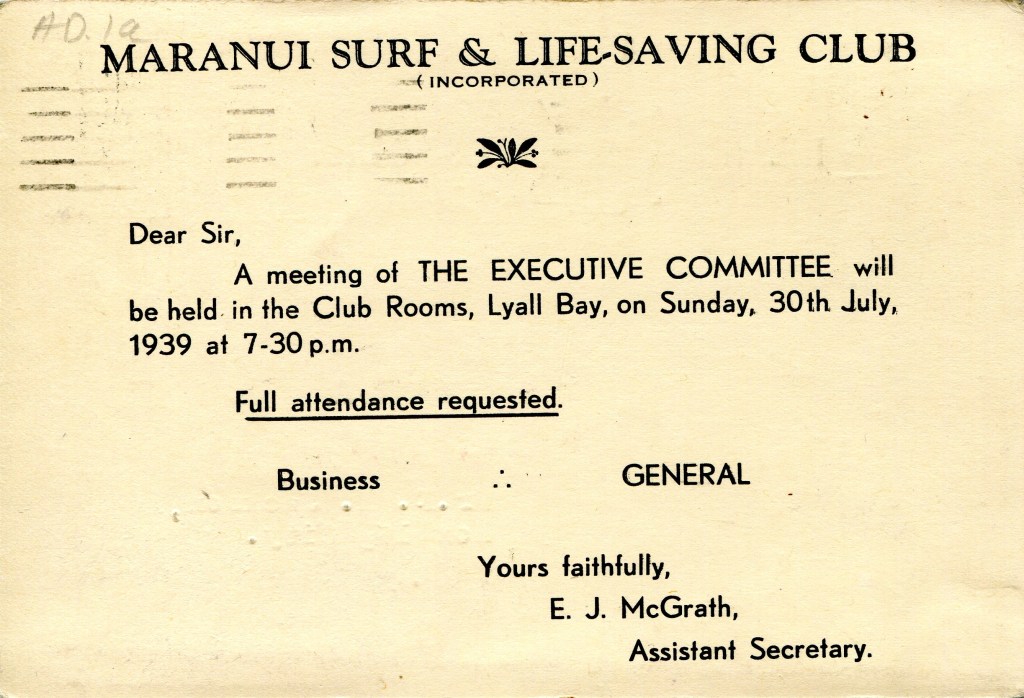 AD.1a
MARANUI SURF & LIFE-SAVING CLUB
(INCORPORATED)
Dear Sir,
A meeting of THE EXECUTIVE COMMITTEE will
be held in the Club Rooms, Lyall Bay, on Sunday, 30th July,
1939 at 7-30 p.m.
Full attendance requested.
Business ∴ GENERAL
Yours faithfully,
E. J. McGrath,
Assistant Secretary.